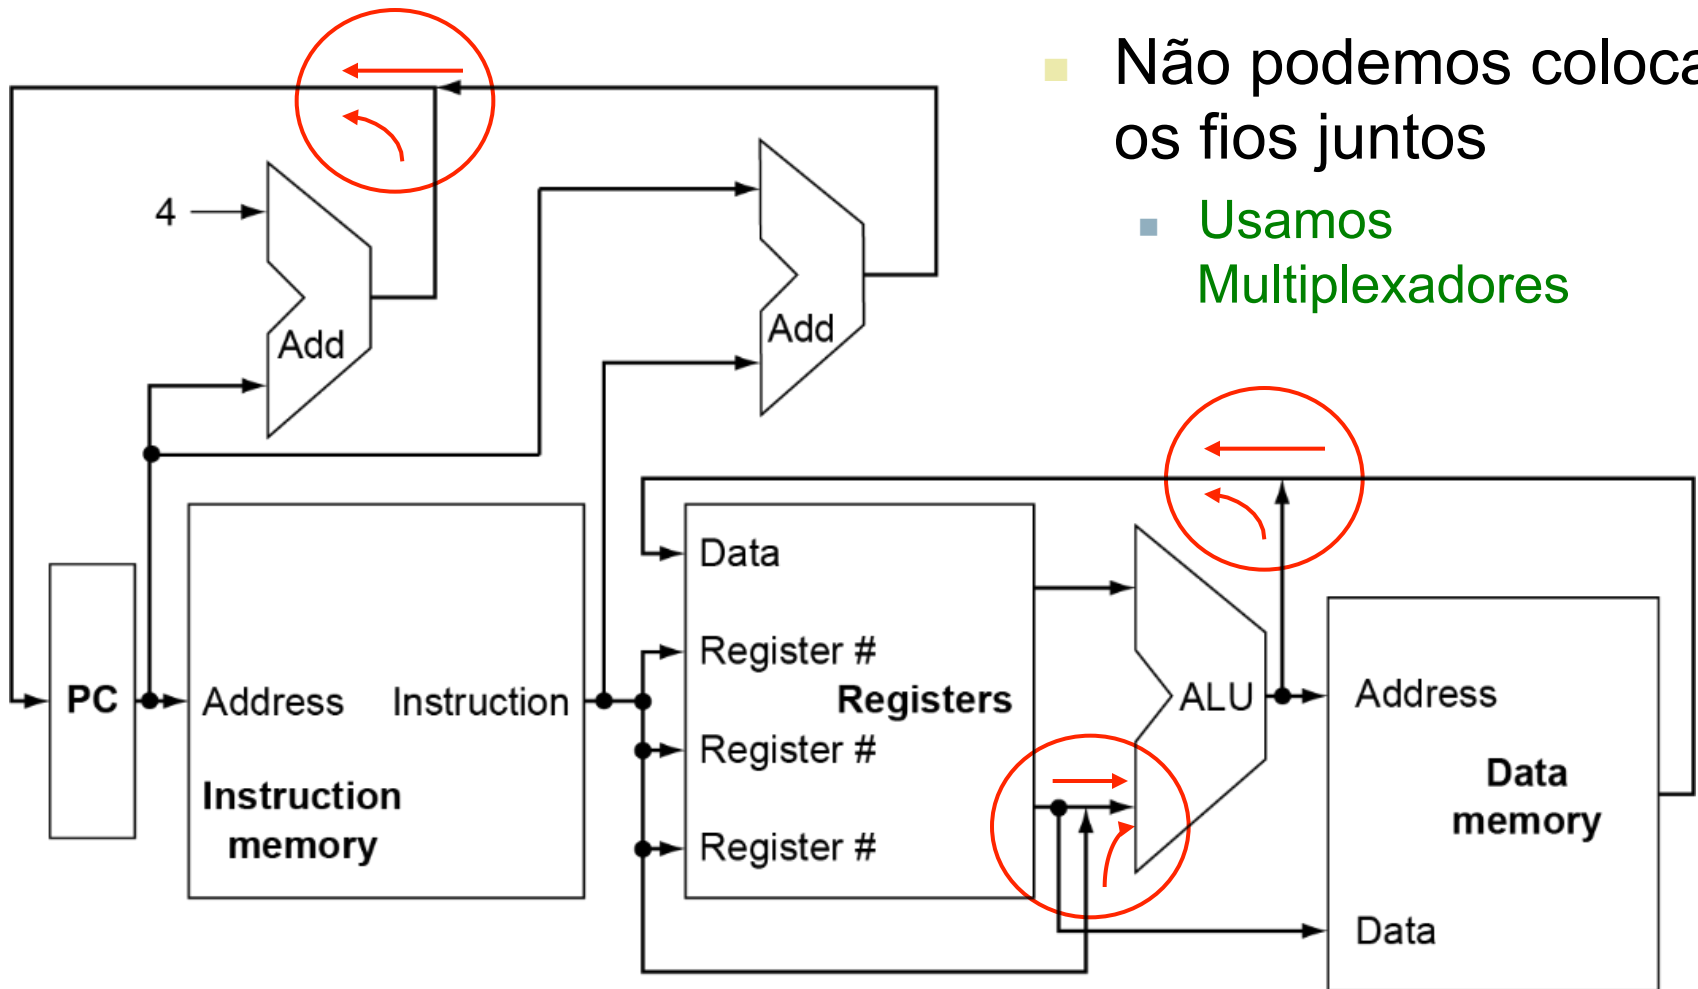 Não podemos coloca
os fios juntos
Usamos
Multiplexadores
4
Add
Add
Data
Register #
PC
Address
Instruction
Registers
ALU
Address
Register #
Instruction
memory
Data
memory
Register #
Data